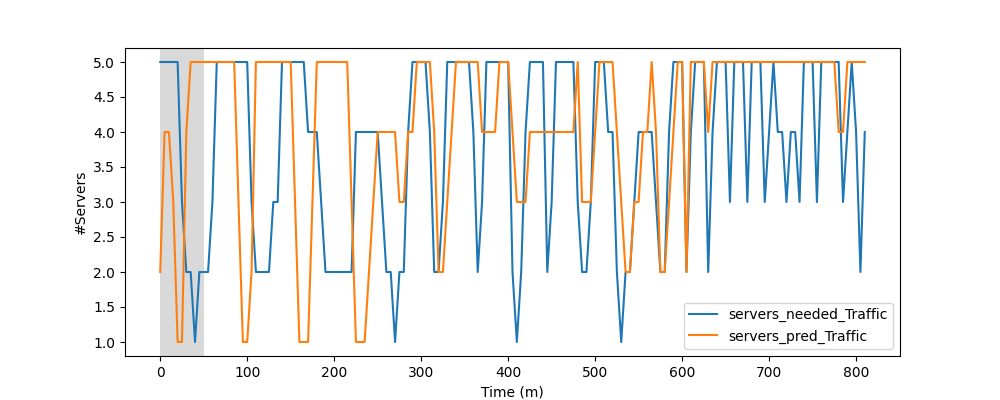 5.0
4.5
4.0
3.5
3.0
2.5
2.0
1.5
1.0
#Servers
servers_needed_Traffic
servers_pred_Traffic
0 100 200 300 400 500 600 700 800
Time (m)